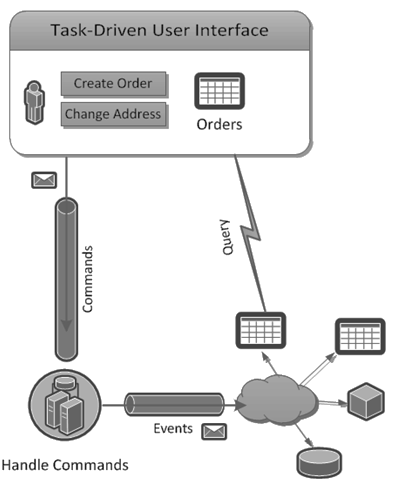 Task-Driven User Interface
Create Order
Change Address
Orders
Commands
Query
Events
Handle Commands